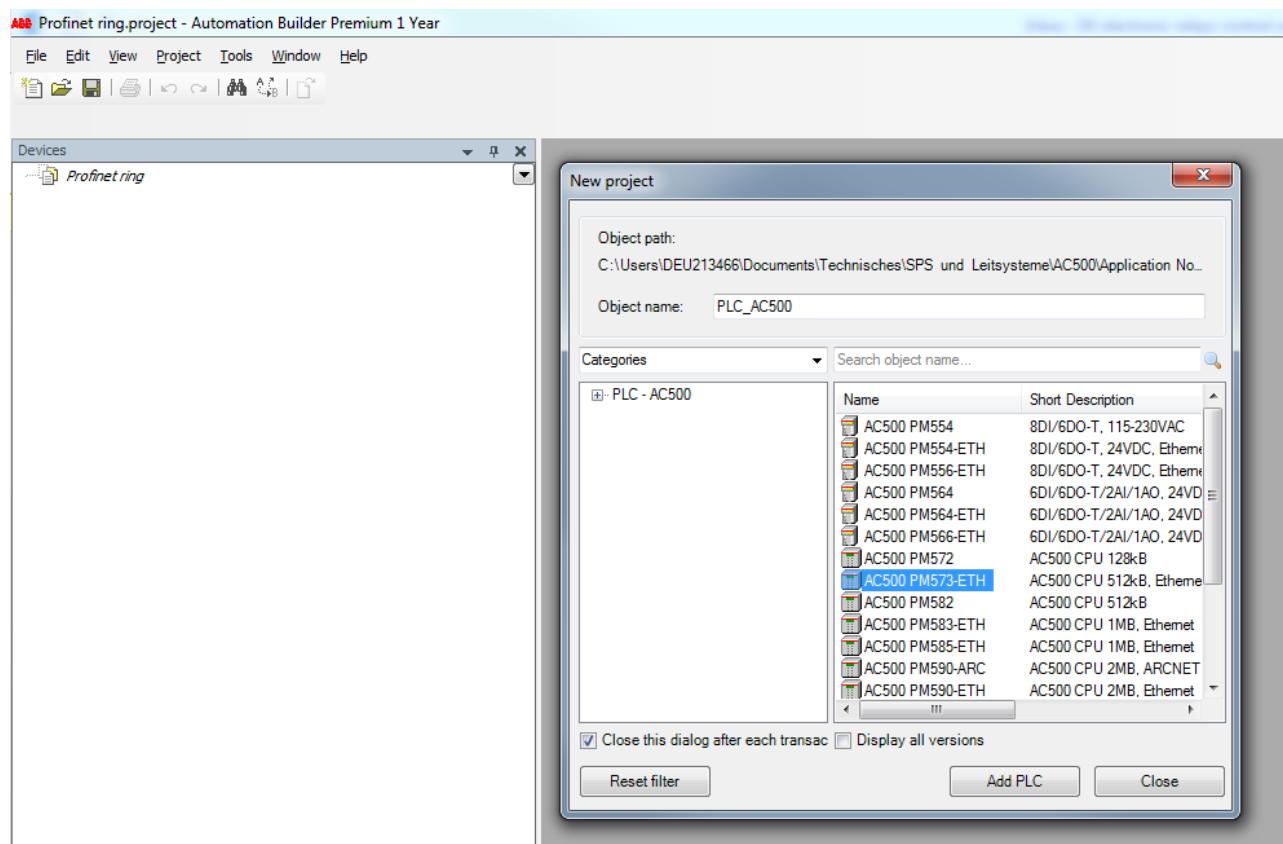 ABB Profinet ring.project - Automation Builder Premium 1 Year
File Edit View Project Tools Window Help
Devices
Profinet ring
New project
Object path:
C:\Users\DEU213466\Documents\Technisches\SPS und Leitsysteme\AC500\Application No...
Object name: PLC_AC500
Categories
Search object name...
PLC - AC500
Name Short Description
AC500 PM554 8DI/6DO-T, 115-230VAC
AC500 PM554-ETH 8DI/6DO-T, 24VDC, Etherne
AC500 PM556-ETH 8DI/6DO-T, 24VDC, Etherne
AC500 PM564 6DI/6DO-T/2AI/1AO, 24VD
AC500 PM564-ETH 6DI/6DO-T/2AI/1AO, 24VD
AC500 PM566-ETH 6DI/6DO-T/2AI/1AO, 24VD
AC500 PM572 AC500 CPU 128kB
AC500 PM573-ETH AC500 CPU 512kB, Etherne
AC500 PM582 AC500 CPU 512kB
AC500 PM583-ETH AC500 CPU 1MB, Ethernet
AC500 PM585-ETH AC500 CPU 1MB, Ethernet
AC500 PM590-ARC AC500 CPU 2MB, ARCNET
AC500 PM590-ETH AC500 CPU 2MB, Ethernet
Close this dialog after each transac Display all versions
Reset filter Add PLC Close